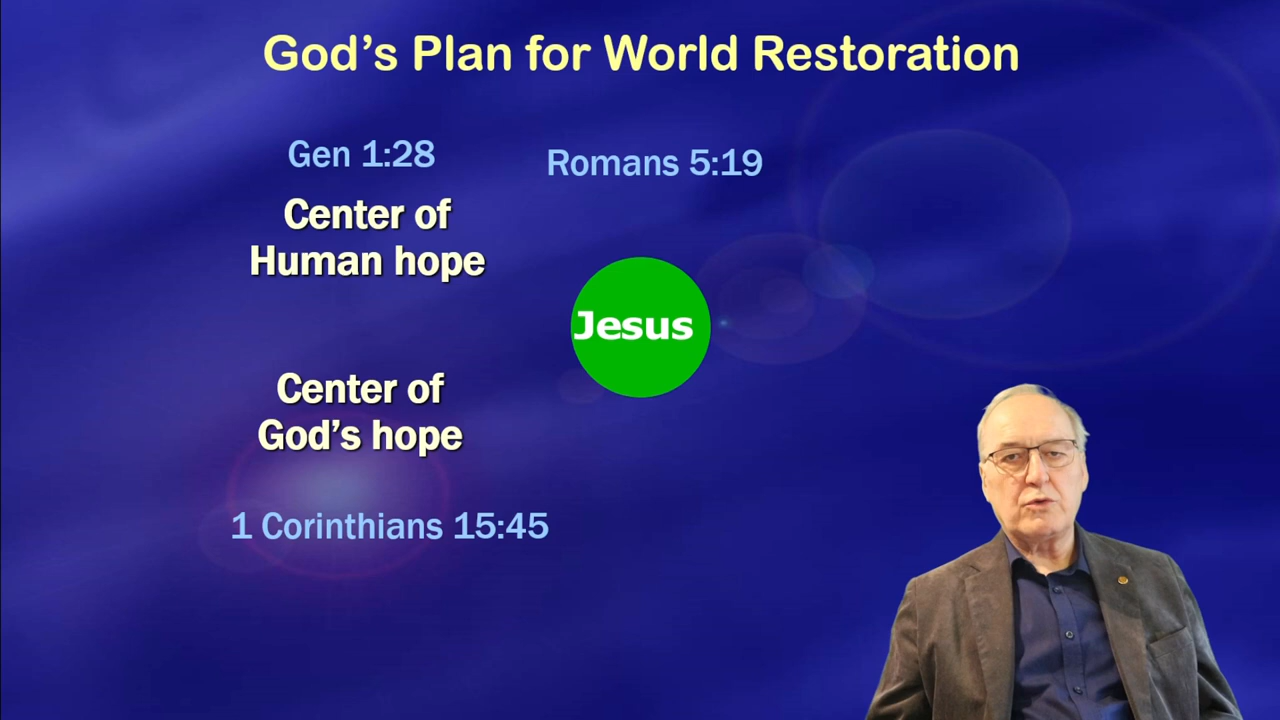 God’s Plan for World Restoration
Gen 1:28
Romans 5:19
Center of
Human hope
Jesus
Center of
God’s hope
1 Corinthians 15:45